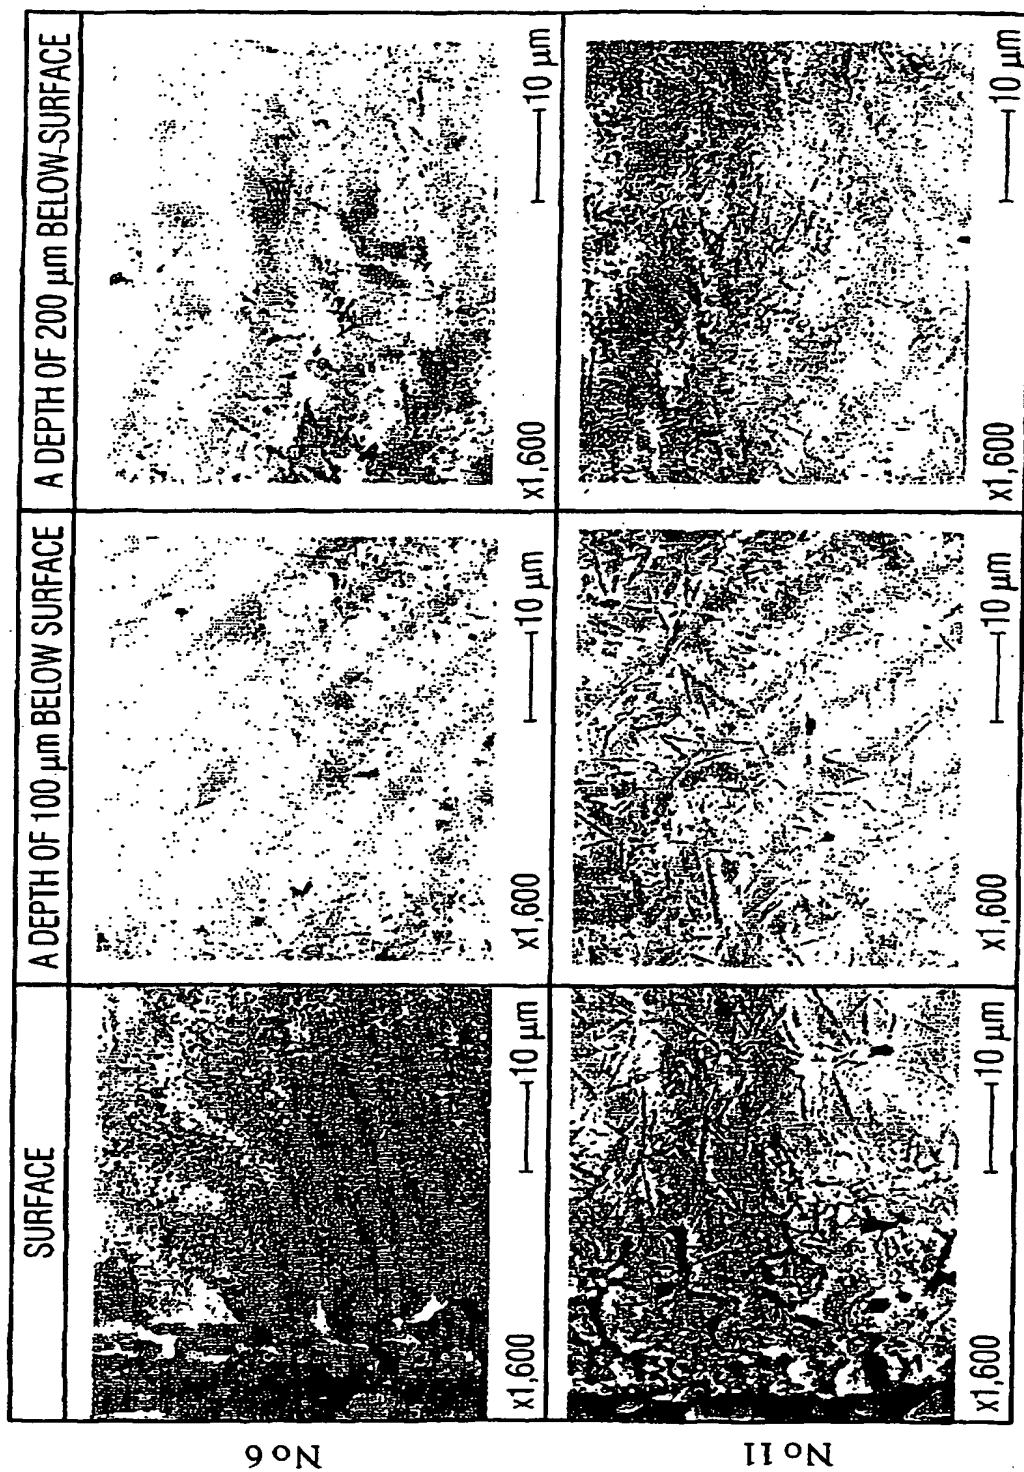 SURFACE
A DEPTH OF 100 μm BELOW SURFACE
A DEPTH OF 200 μm BELOW-SURFACE
No 6
x1,600
10 μm
x1,600
10 μm
x1,600
10 μm
No 11
x1,600
10 μm
x1,600
10 μm
x1,600
10 μm